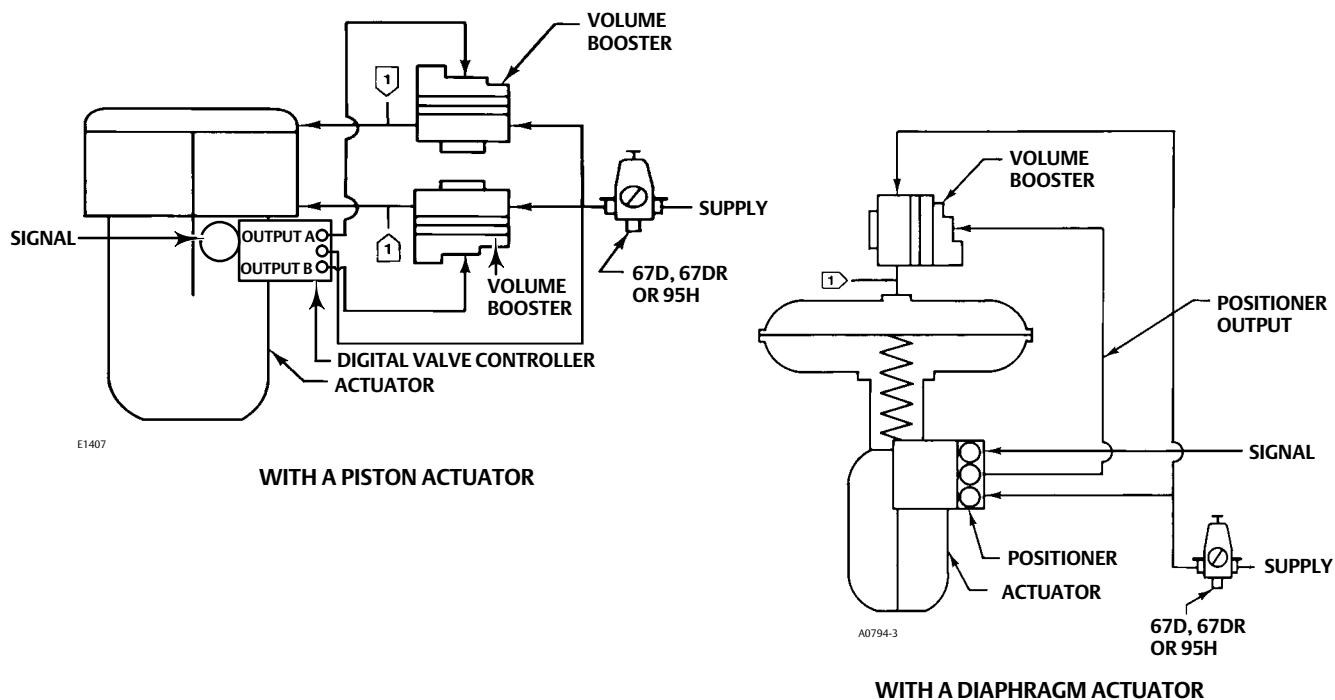 VOLUME
BOOSTER
1
SUPPLY
SIGNAL
OUTPUT A
OUTPUT B
1
67D, 67DR
OR 95H
VOLUME
BOOSTER
DIGITAL VALVE CONTROLLER
ACTUATOR
E1407
WITH A PISTON ACTUATOR
VOLUME
BOOSTER
1
POSITIONER
OUTPUT
SIGNAL
POSITIONER
SUPPLY
ACTUATOR
A0794-3
67D, 67DR
OR 95H
WITH A DIAPHRAGM ACTUATOR